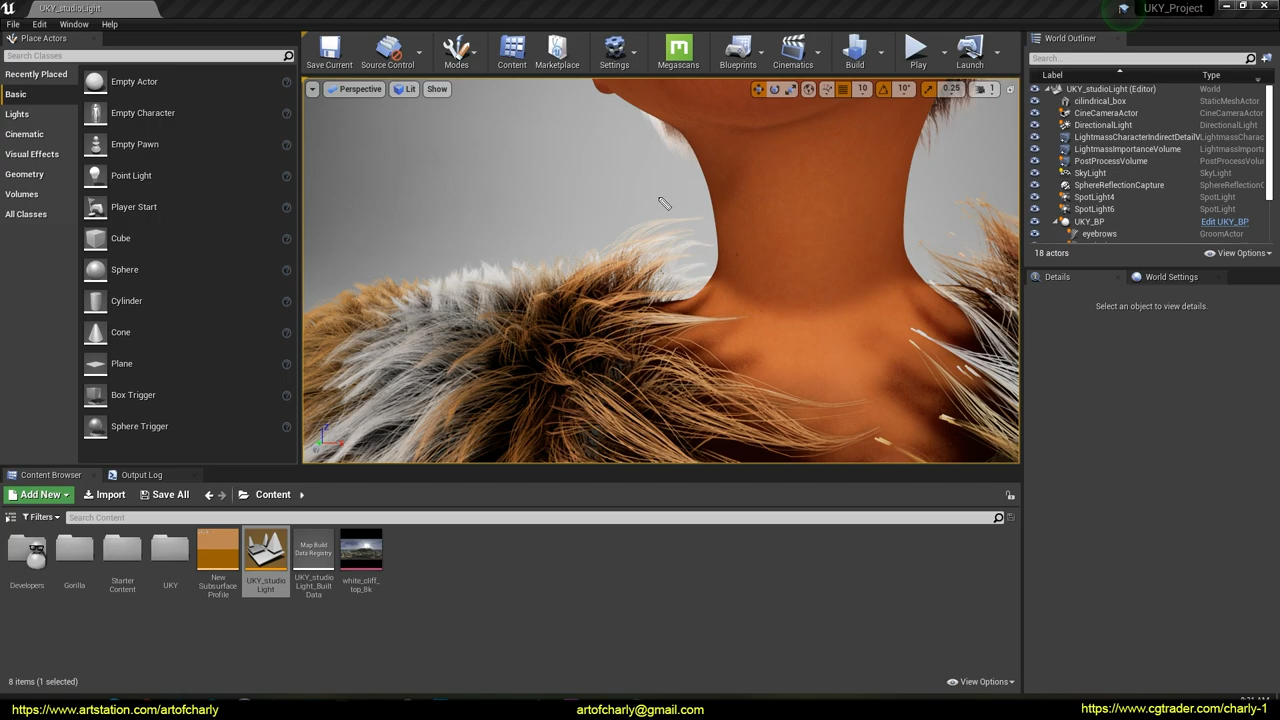 UKY_studioLight
UKY_Project
File Edit Window Help
Place Actors
Search Classes
Recently Placed
Basic
Lights
Cinematic
Visual Effects
Geometry
Volumes
All Classes
Empty Actor
Empty Character
Empty Pawn
Point Light
Player Start
Cube
Sphere
Cylinder
Cone
Plane
Box Trigger
Sphere Trigger
Save Current
Source Control
Modes
Content
Marketplace
Settings
Megascans
Blueprints
Cinematics
Build
Play
Launch
Perspective
Lit
Show
10
10°
0.25
1
World Outliner
Search...
Label Type
UKY_studioLight (Editor) World
cilindrical_box StaticMeshActor
CineCameraActor CineCameraActor
DirectionalLight DirectionalLight
LightmassCharacterIndirectDetailV LightmassCharac
LightmassImportanceVolume LightmassImporta
PostProcessVolume PostProcessVolu
SkyLight SkyLight
SphereReflectionCapture SphereReflectionC
SpotLight4 SpotLight
SpotLight6 SpotLight
UKY_BP Edit UKY_BP
eyebrows GroomActor
18 actors
View Options
Details
World Settings
Select an object to view details.
Content Browser
Output Log
Add New
Import
Save All
Content
Filters
Search Content
Developers
Gorilla
Starter
Content
UKY
New
Subsurface
Profile
UKY_studio
Light
Map Build
Data Registry
UKY_studio
Light_Built
Data
white_cliff_
top_8k
8 items (1 selected)
View Options
https://www.artstation.com/artofcharly
artofcharly@gmail.com
https://www.cgtrader.com/charly-1